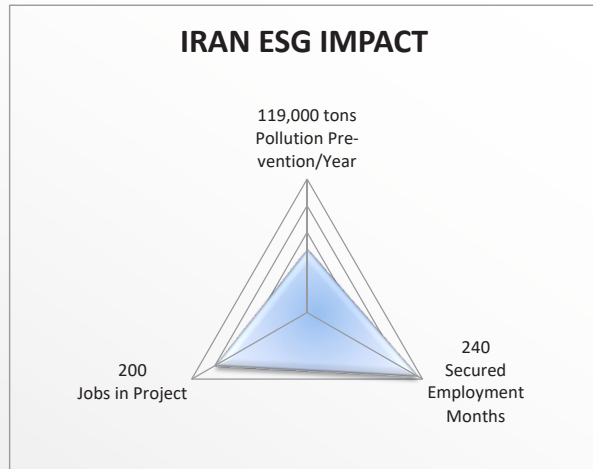 IRAN ESG IMPACT
119,000 tons
Pollution Pre-
vention/Year
200
Jobs in Project
240
Secured
Employment
Months